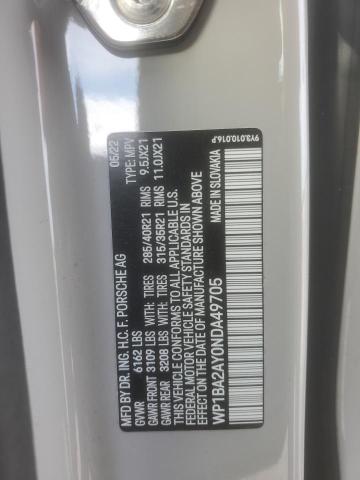 MFD BY DR. ING. H.C. F. PORSCHE AG 05/22
GVWR 6162 LBS TYPE: MPV
GAWR FRONT 3109 LBS WITH TIRES 285/40R21 RIMS 9.5JX21
GAWR REAR 3208 LBS WITH TIRES 315/35R21 RIMS 11.0JX21
THIS VEHICLE CONFORMS TO ALL APPLICABLE U.S.
FEDERAL MOTOR VEHICLE SAFETY STANDARDS IN
EFFECT ON THE DATE OF MANUFACTURE SHOWN ABOVE
WP1BA2AY0NDA49705
MADE IN SLOVAKIA
9Y3.010.016.P